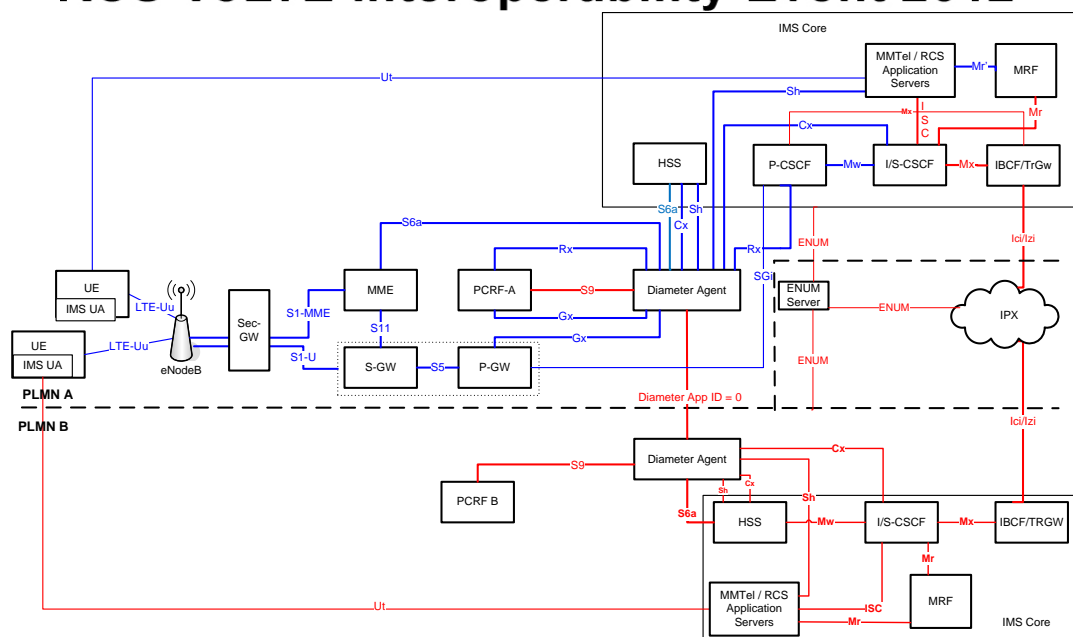 IMS Core
MMTel / RCS
Application
Servers
MRF
Mr'
Ut
Sh
I
S
C
Mx
Mr
Cx
HSS
P-CSCF
Mw
I/S-CSCF
Mx
IBCF/TrGw
S6a
Cx
Sh
S6a
Rx
Rx
SGi
ENUM
Ici/Izi
UE
IMS UA
LTE-Uu
Sec-
GW
S1-MME
MME
PCRF-A
S9
Diameter Agent
ENUM
Server
ENUM
IPX
Gx
S11
Gx
UE
IMS UA
LTE-Uu
eNodeB
S1-U
S-GW
S5
P-GW
ENUM
PLMN A
Diameter App ID = 0
PLMN B
Ici/Izi
Diameter Agent
Cx
S9
PCRF B
Sh
Cx
Sh
S6a
HSS
Mw
I/S-CSCF
Mx
IBCF/TRGW
Mr
MMTel / RCS
Application
Servers
Ut
ISC
MRF
Mr
IMS Core